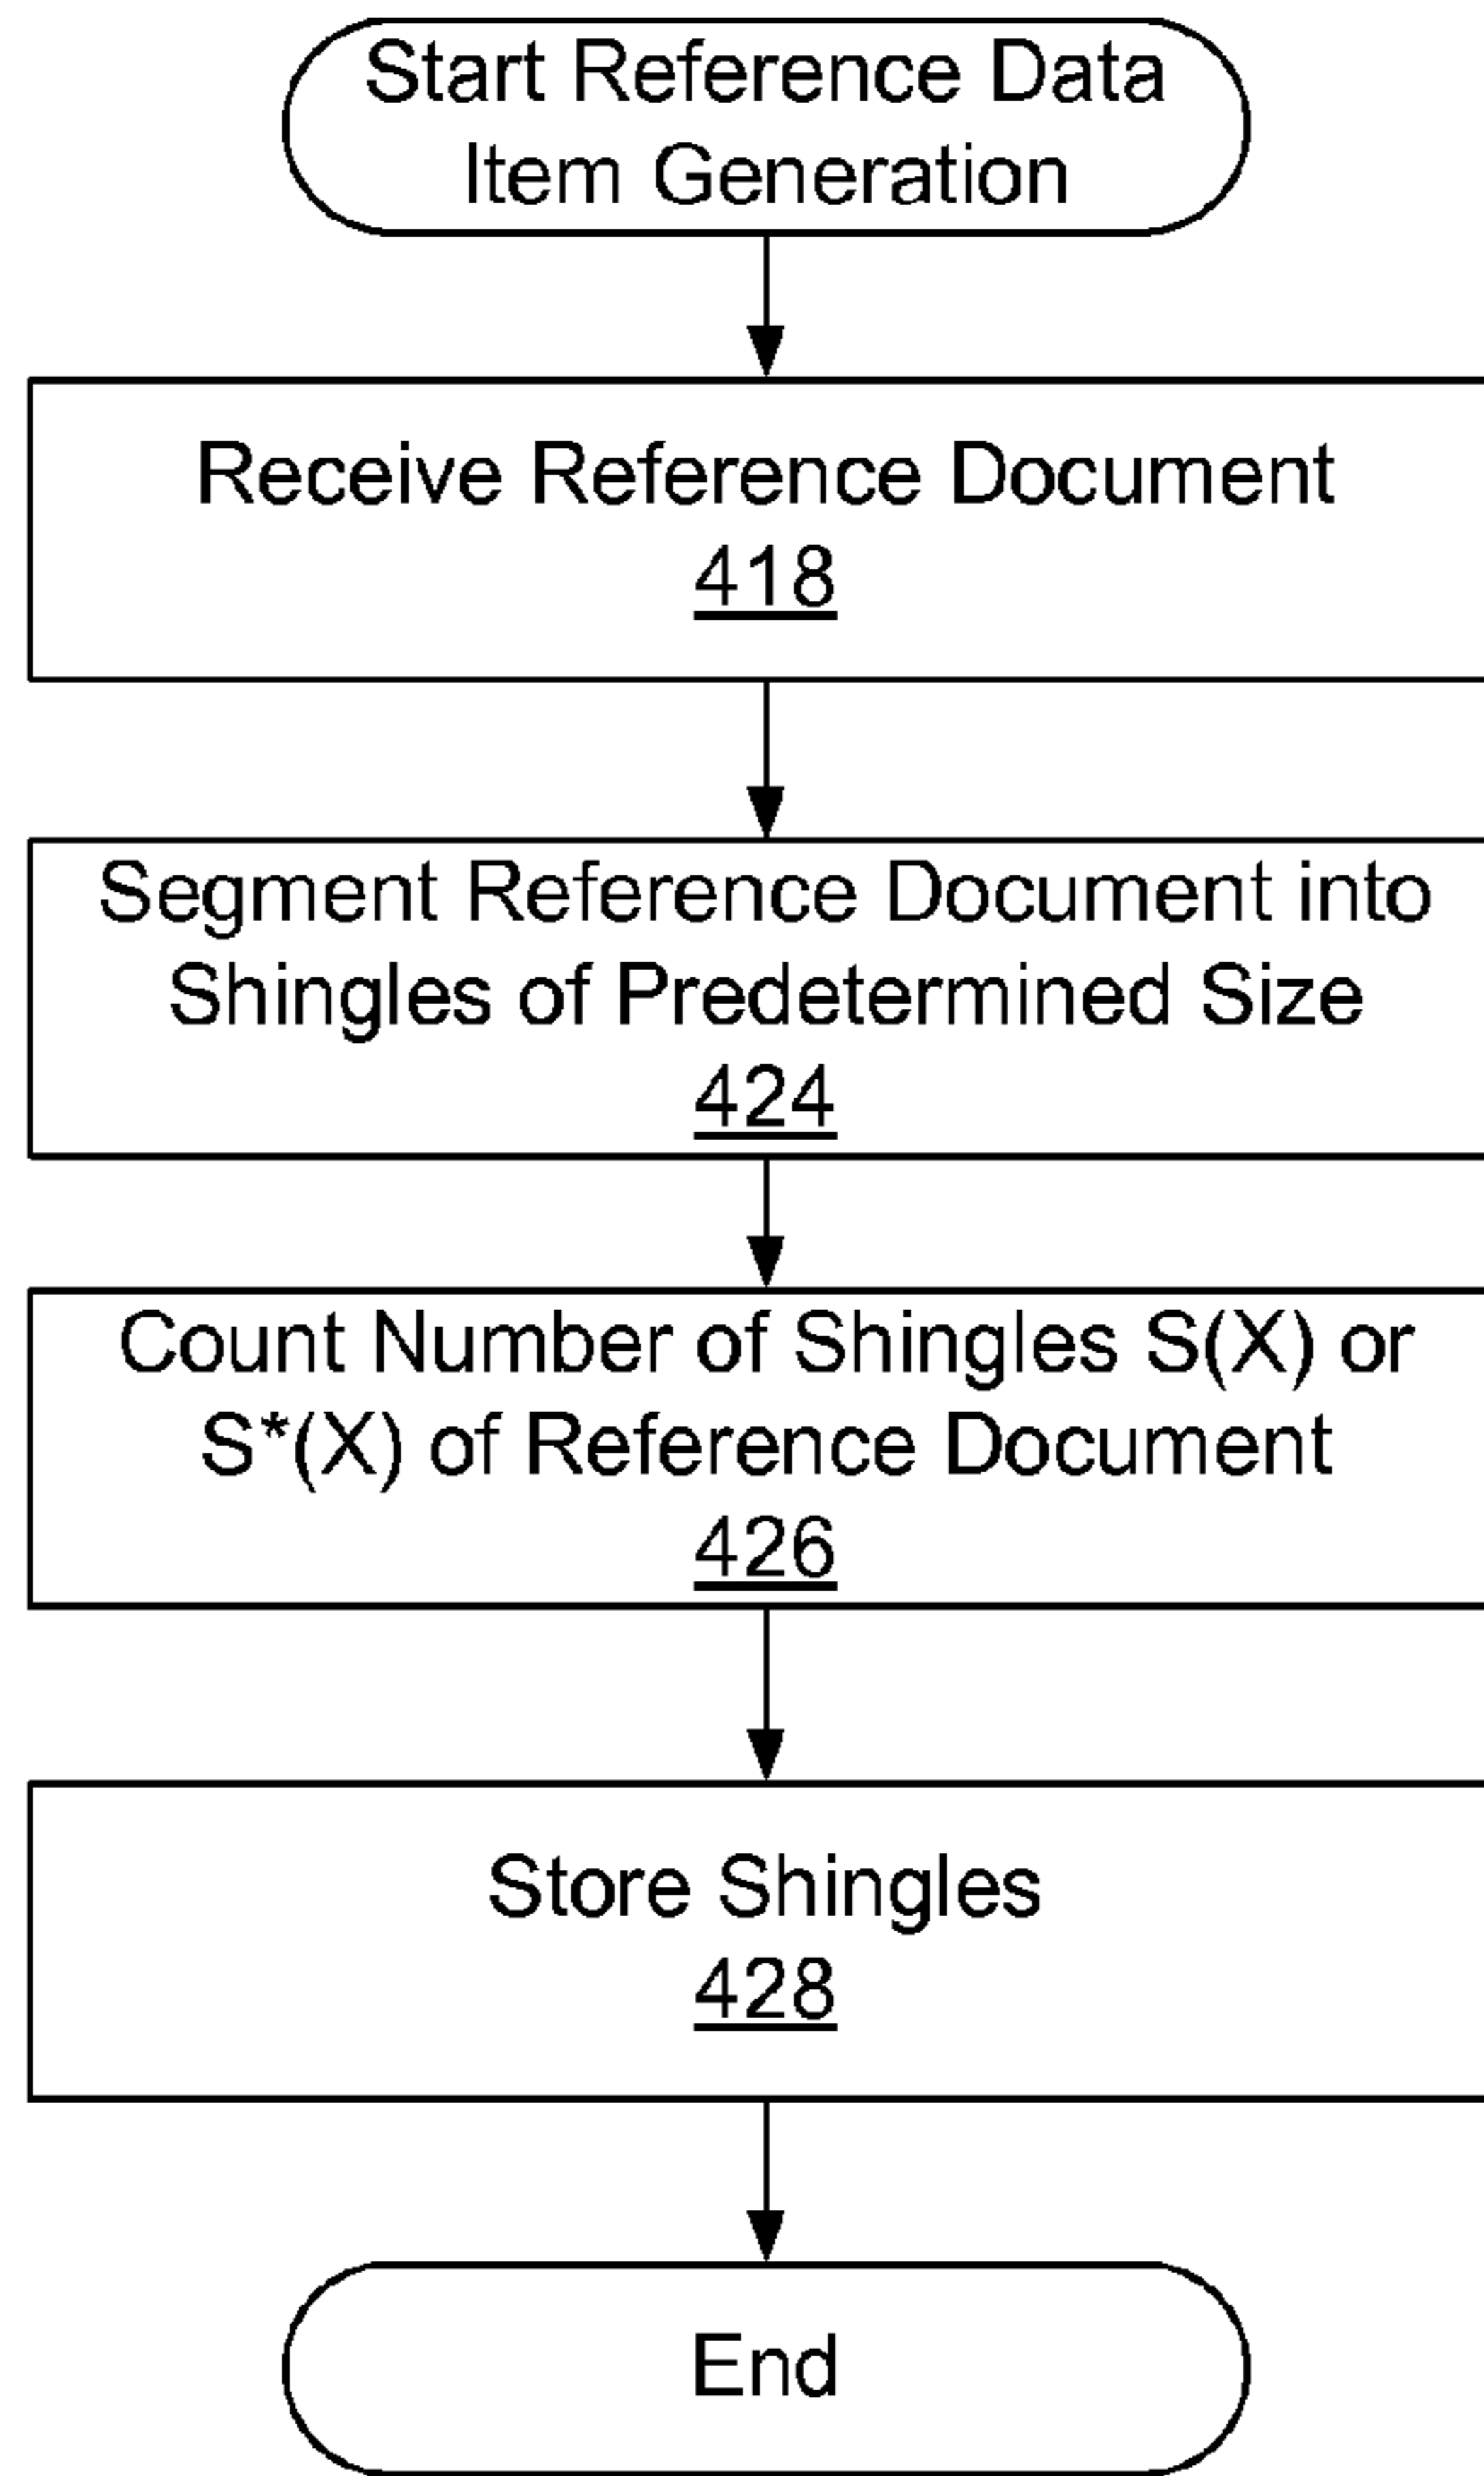 Start Reference Data
Item Generation
Receive Reference Document
418
Segment Reference Document into
Shingles of Predetermined Size
424
Count Number of Shingles S(X) or
S*(X) of Reference Document
426
Store Shingles
428
End